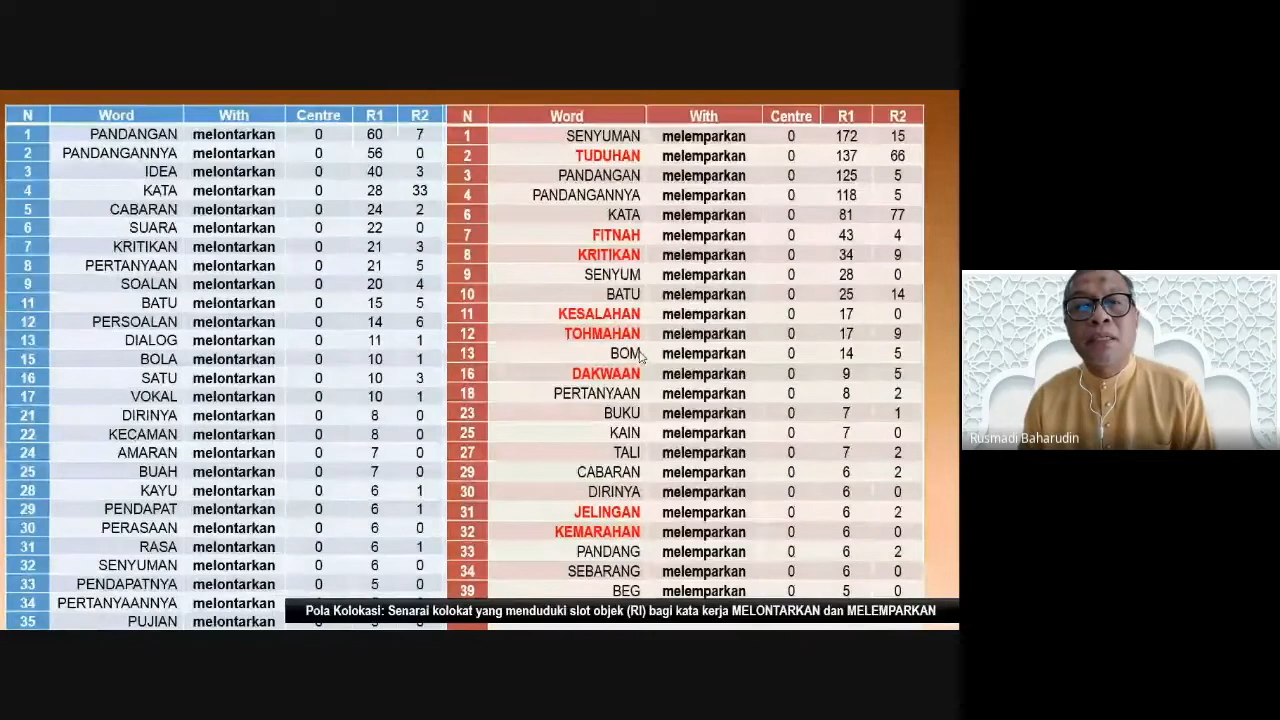 N Word With Centre R1 R2
1 PANDANGAN melontarkan 0 60 7
2 PANDANGANNYA melontarkan 0 56 0
3 IDEA melontarkan 0 40 3
4 KATA melontarkan 0 28 33
5 CABARAN melontarkan 0 24 2
6 SUARA melontarkan 0 22 0
7 KRITIKAN melontarkan 0 21 3
8 PERTANYAAN melontarkan 0 21 5
9 SOALAN melontarkan 0 20 4
11 BATU melontarkan 0 15 5
12 PERSOALAN melontarkan 0 14 6
13 DIALOG melontarkan 0 11 1
15 BOLA melontarkan 0 10 1
16 SATU melontarkan 0 10 3
17 VOKAL melontarkan 0 10 1
21 DIRINYA melontarkan 0 8 0
22 KECAMAN melontarkan 0 8 0
24 AMARAN melontarkan 0 7 0
25 BUAH melontarkan 0 7 0
28 KAYU melontarkan 0 6 1
29 PENDAPAT melontarkan 0 6 1
30 PERASAAN melontarkan 0 6 0
31 RASA melontarkan 0 6 1
32 SENYUMAN melontarkan 0 6 0
33 PENDAPATNYA melontarkan 0 5 0
34 PERTANYAANNYA melontarkan
35 PUJIAN melontarkan
N Word With Centre R1 R2
1 SENYUMAN melemparkan 0 172 15
2 TUDUHAN melemparkan 0 137 66
3 PANDANGAN melemparkan 0 125 5
4 PANDANGANNYA melemparkan 0 118 5
6 KATA melemparkan 0 81 77
7 FITNAH melemparkan 0 43 4
8 KRITIKAN melemparkan 0 34 9
9 SENYUM melemparkan 0 28 0
10 BATU melemparkan 0 25 14
11 KESALAHAN melemparkan 0 17 0
12 TOHMAHAN melemparkan 0 17 9
13 BOM melemparkan 0 14 5
16 DAKWAAN melemparkan 0 9 5
18 PERTANYAAN melemparkan 0 8 2
23 BUKU melemparkan 0 7 1
25 KAIN melemparkan 0 7 0
27 TALI melemparkan 0 7 2
29 CABARAN melemparkan 0 6 2
30 DIRINYA melemparkan 0 6 0
31 JELINGAN melemparkan 0 6 2
32 KEMARAHAN melemparkan 0 6 0
33 PANDANG melemparkan 0 6 2
34 SEBARANG melemparkan 0 6 0
39 BEG melemparkan 0 5 0
Pola Kolokasi: Senarai kolokat yang menduduki slot objek (RI) bagi kata kerja MELONTARKAN dan MELEMPARKAN
Rusmadi Baharudin